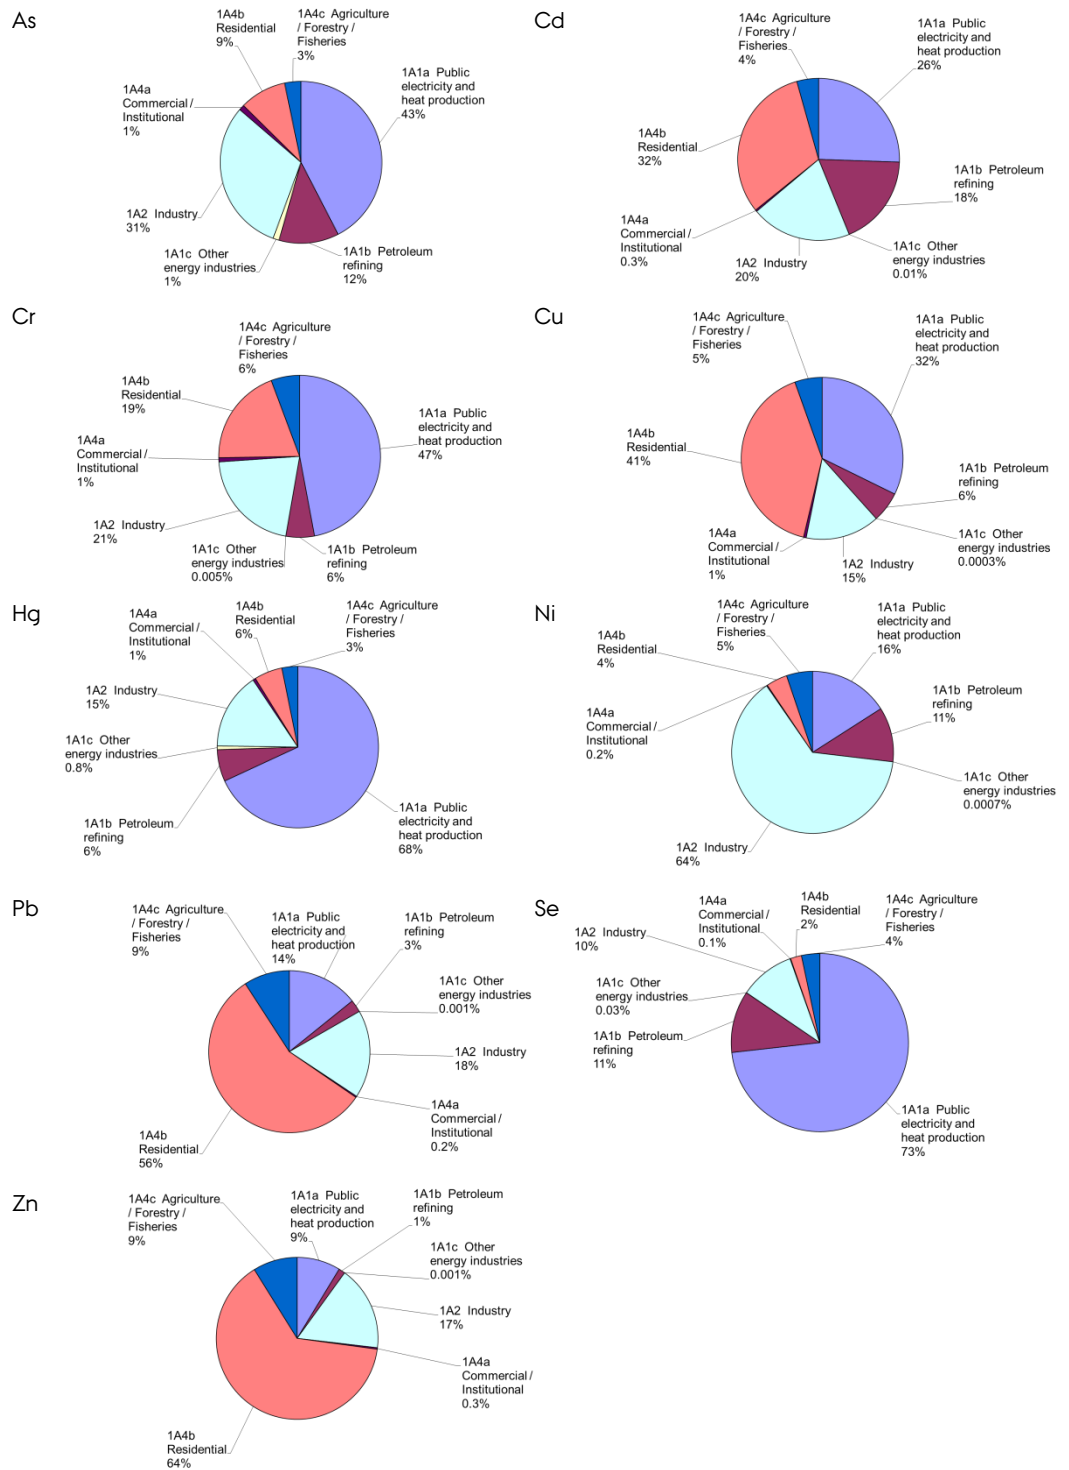 As
1A4b
Residential
9%
1A4c Agriculture
/ Forestry /
Fisheries
3%
1A1a Public
electricity and
heat production
43%
1A4a
Commercial /
Institutional
1%
1A2 Industry
31%
1A1c Other
energy industries
1%
1A1b Petroleum
refining
12%
Cd
1A4c Agriculture
/ Forestry /
Fisheries
4%
1A1a Public
electricity and
heat production
26%
1A4b
Residential
32%
1A1b Petroleum
refining
18%
1A4a
Commercial /
Institutional
0.3%
1A2 Industry
20%
1A1c Other
energy industries
0.01%
Cr
1A4c Agriculture
/ Forestry /
Fisheries
6%
1A4b
Residential
19%
1A1a Public
electricity and
heat production
47%
1A4a
Commercial /
Institutional
1%
1A2 Industry
21%
1A1c Other
energy industries
0.005%
1A1b Petroleum
refining
6%
Cu
1A4c Agriculture
/ Forestry /
Fisheries
5%
1A1a Public
electricity and
heat production
32%
1A4b
Residential
41%
1A1b Petroleum
refining
6%
1A4a
Commercial /
Institutional
1%
1A2 Industry
15%
1A1c Other
energy industries
0.0003%
Hg
1A4a
Commercial /
Institutional
1%
1A4b
Residential
6%
1A4c Agriculture
/ Forestry /
Fisheries
3%
1A2 Industry
15%
1A1c Other
energy industries
0.8%
1A1b Petroleum
refining
6%
1A1a Public
electricity and
heat production
68%
Ni
1A4c Agriculture
/ Forestry /
Fisheries
5%
1A1a Public
electricity and
heat production
16%
1A4b
Residential
4%
1A1b Petroleum
refining
11%
1A4a
Commercial /
Institutional
0.2%
1A1c Other
energy industries
0.0007%
1A2 Industry
64%
Pb
1A4c Agriculture
/ Forestry /
Fisheries
9%
1A1a Public
electricity and
heat production
14%
1A1b Petroleum
refining
3%
1A1c Other
energy industries
0.001%
1A2 Industry
18%
1A4a
Commercial /
Institutional
0.2%
1A4b
Residential
56%
Se
1A4a
Commercial /
Institutional
0.1%
1A4b
Residential
2%
1A4c Agriculture
/ Forestry /
Fisheries
4%
1A2 Industry
10%
1A1c Other
energy industries
0.03%
1A1b Petroleum
refining
11%
1A1a Public
electricity and
heat production
73%
Zn
1A4c Agriculture
/ Forestry /
Fisheries
9%
1A1a Public
electricity and
heat production
9%
1A1b Petroleum
refining
1%
1A1c Other
energy industries
0.001%
1A2 Industry
17%
1A4a
Commercial /
Institutional
0.3%
1A4b
Residential
64%